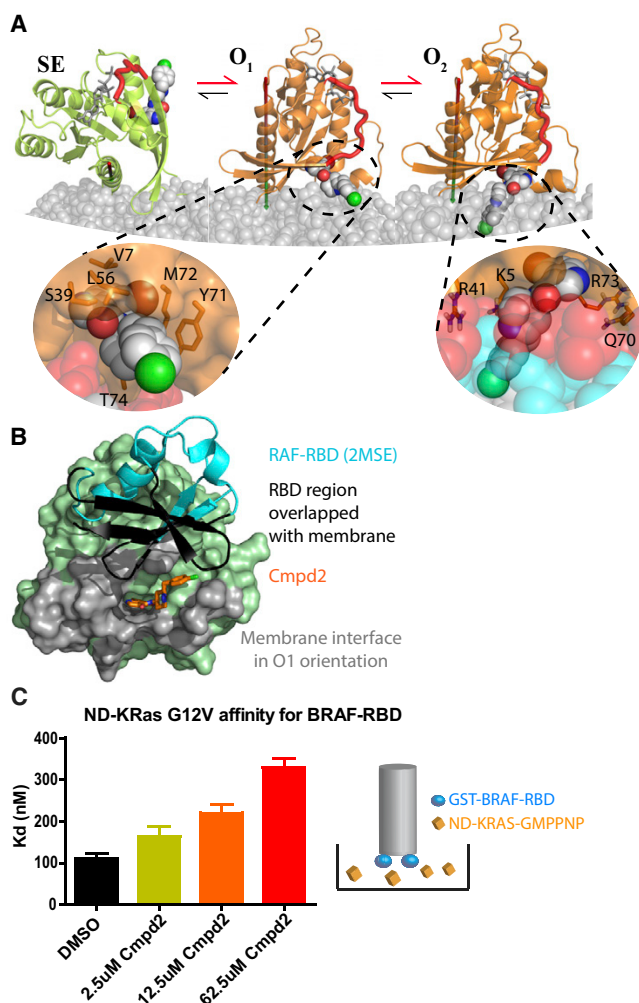 A
SE
O1
O2
V7
L56
M72
S39
Y71
T74
K5
R41
R73
Q70
B
RAF-RBD (2MSE)
RBD region
overlapped
with membrane
Cmpd2
Membrane interface
in O1 orientation
C
ND-KRas G12V affinity for BRAF-RBD
Kd (nM)
400
300
200
100
0
DMSO
2.5uM Cmpd2
12.5uM Cmpd2
62.5uM Cmpd2
GST-BRAF-RBD
ND-KRAS-GMPPNP